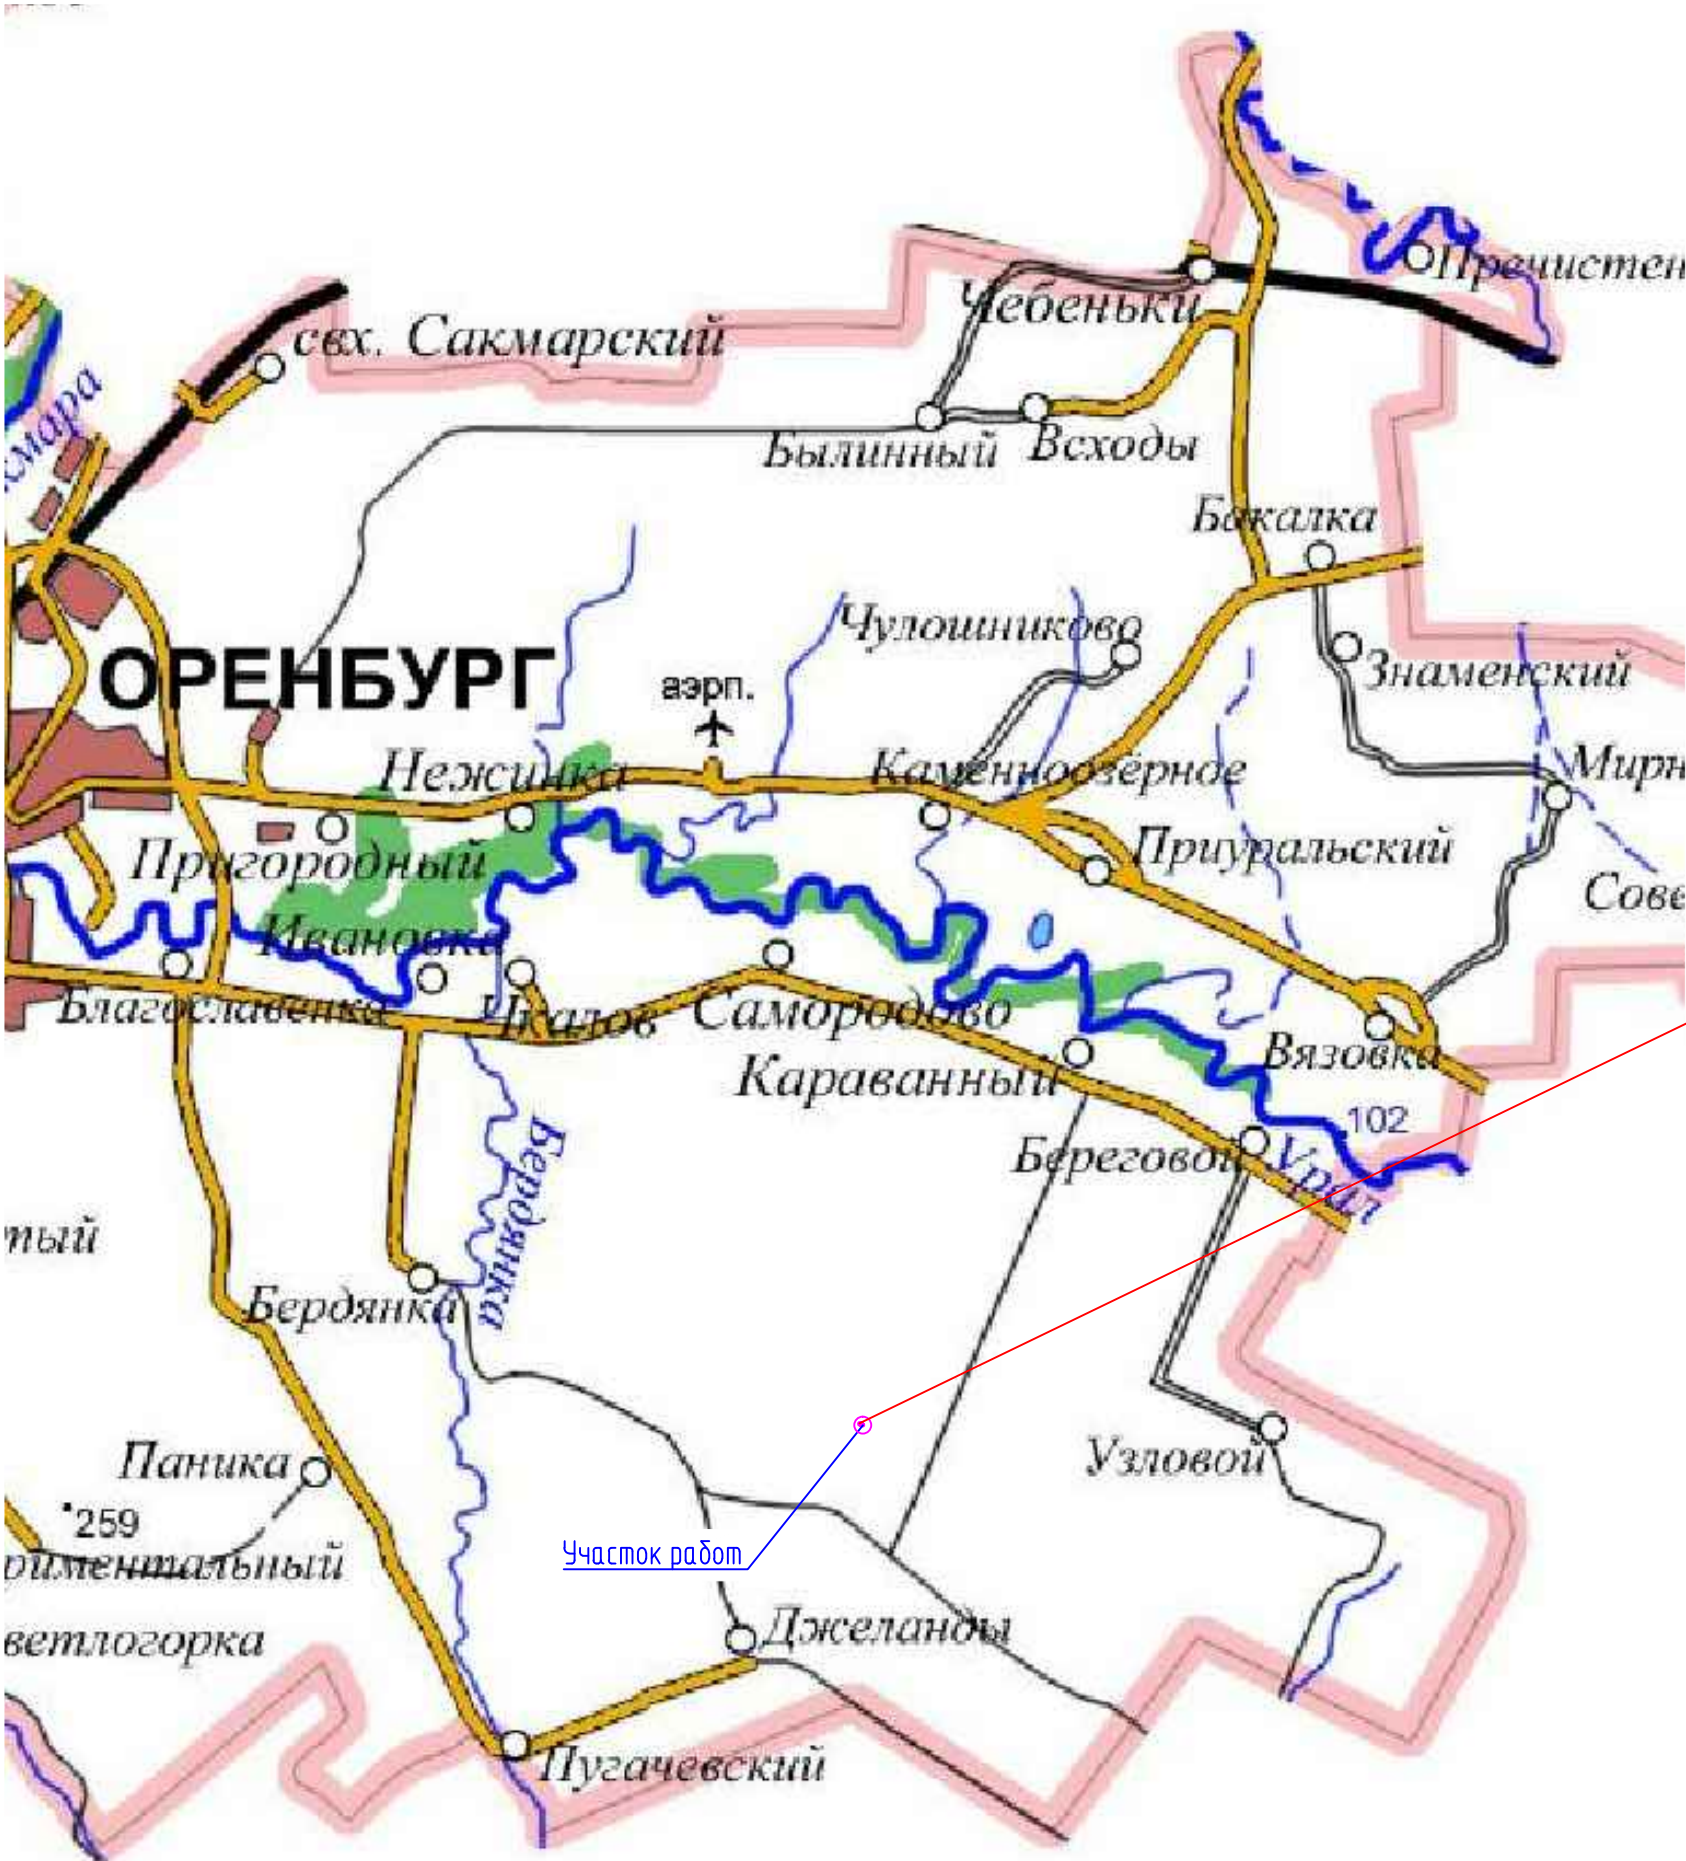 Пречистен
Чебеньки
свх. Сакмарский
Былинный
Всходы
Бакалка
Чулошниково
Знаменский
ОРЕНБУРГ
аэрп.
Нежинка
Каменноозёрное
Мирн
Пригородный
Приуральский
Сове
Ивановка
Благославенка
Чкалов
Самородово
Вязовка
Караванный
102
Береговой
Урал
Бердянка
тый
Бердянка
Паника
Узловой
259
Участок работ
риментальный
ветлогорка
Джеланды
Пугачевский